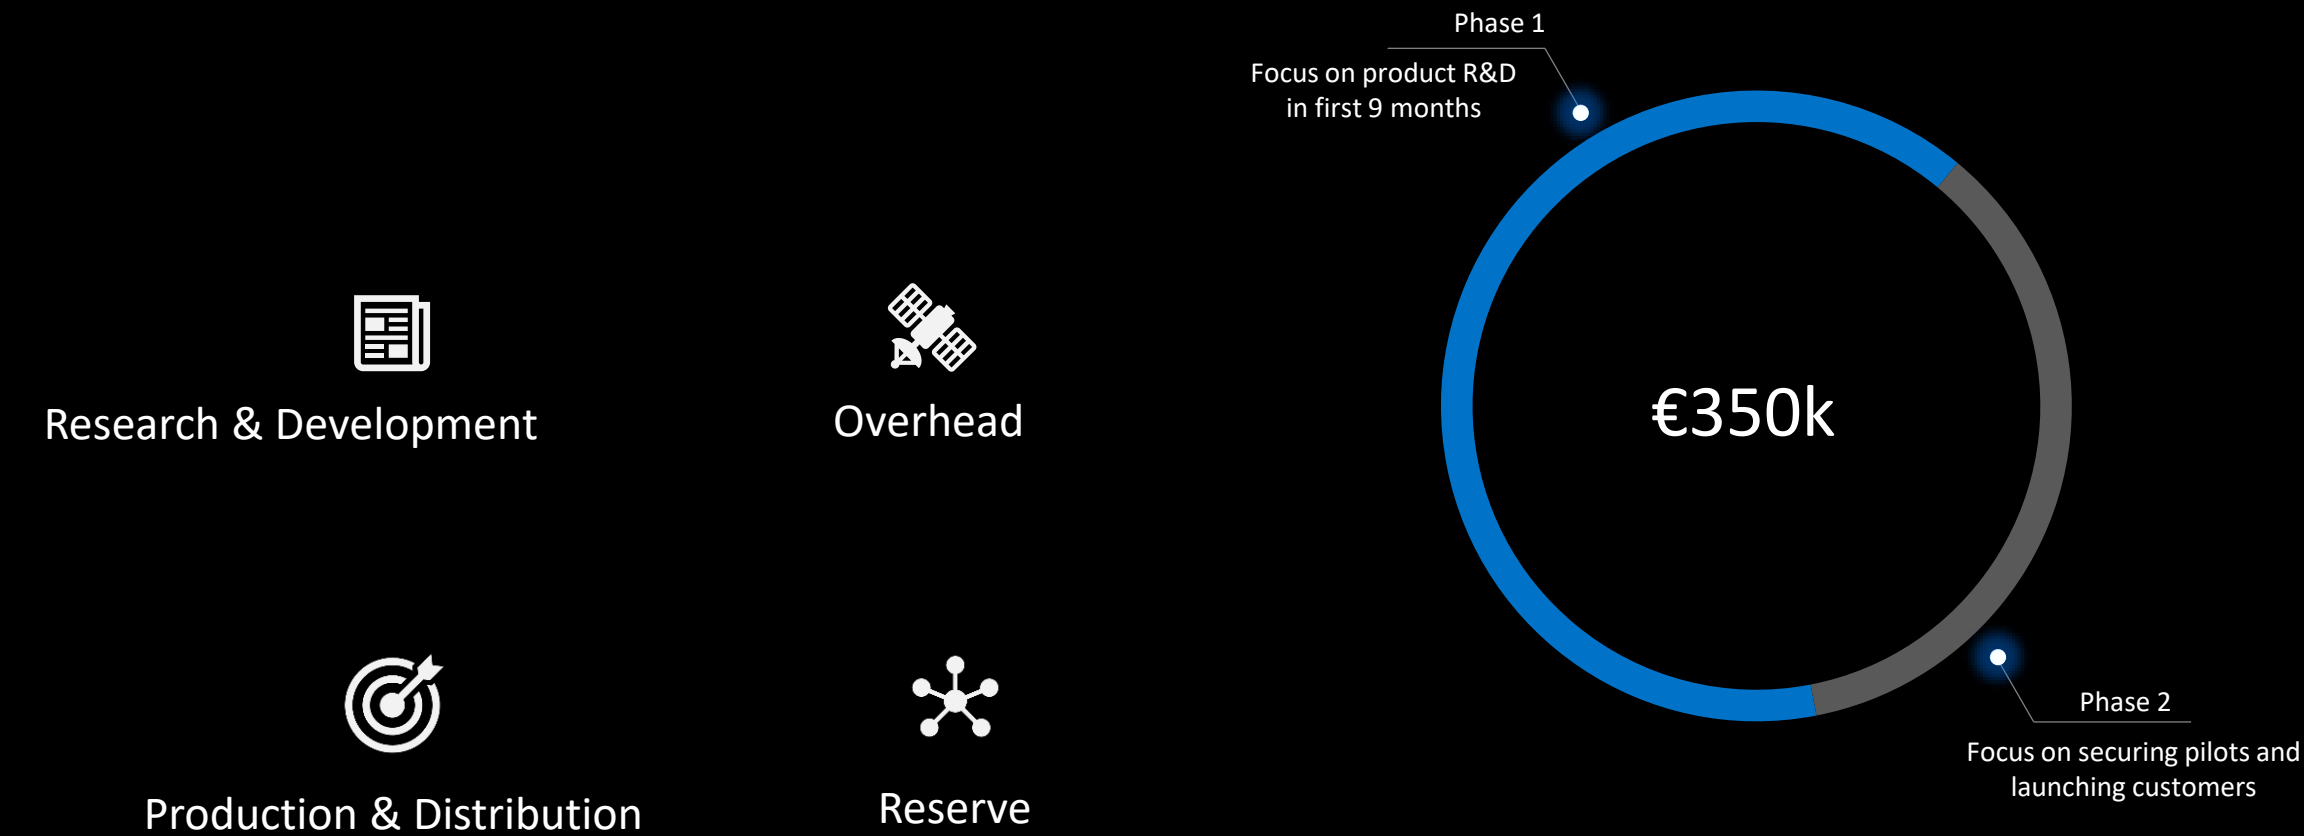 Phase 1
Focus on product R&D
in first 9 months
Research & Development
Overhead
€350k
Production & Distribution
Reserve
Phase 2
Focus on securing pilots and
launching customers